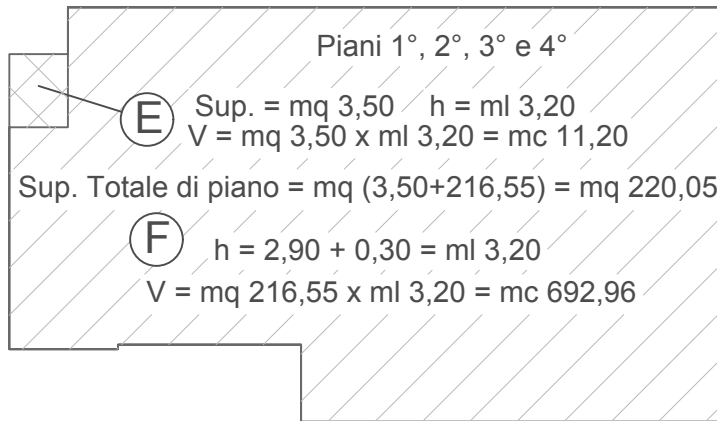 Piani 1°, 2°, 3° e 4°
E Sup. = mq 3,50 h = ml 3,20
V = mq 3,50 x ml 3,20 = mc 11,20
Sup. Totale di piano = mq (3,50+216,55) = mq 220,05
F h = 2,90 + 0,30 = ml 3,20
V = mq 216,55 x ml 3,20 = mc 692,96